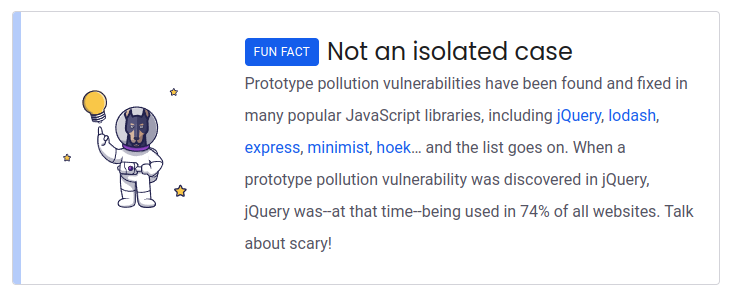 FUN FACT Not an isolated case
Prototype pollution vulnerabilities have been found and fixed in
many popular JavaScript libraries, including jQuery, lodash,
express, minimist, hoek... and the list goes on. When a
prototype pollution vulnerability was discovered in jQuery,
jQuery was--at that time--being used in 74% of all websites. Talk
about scary!